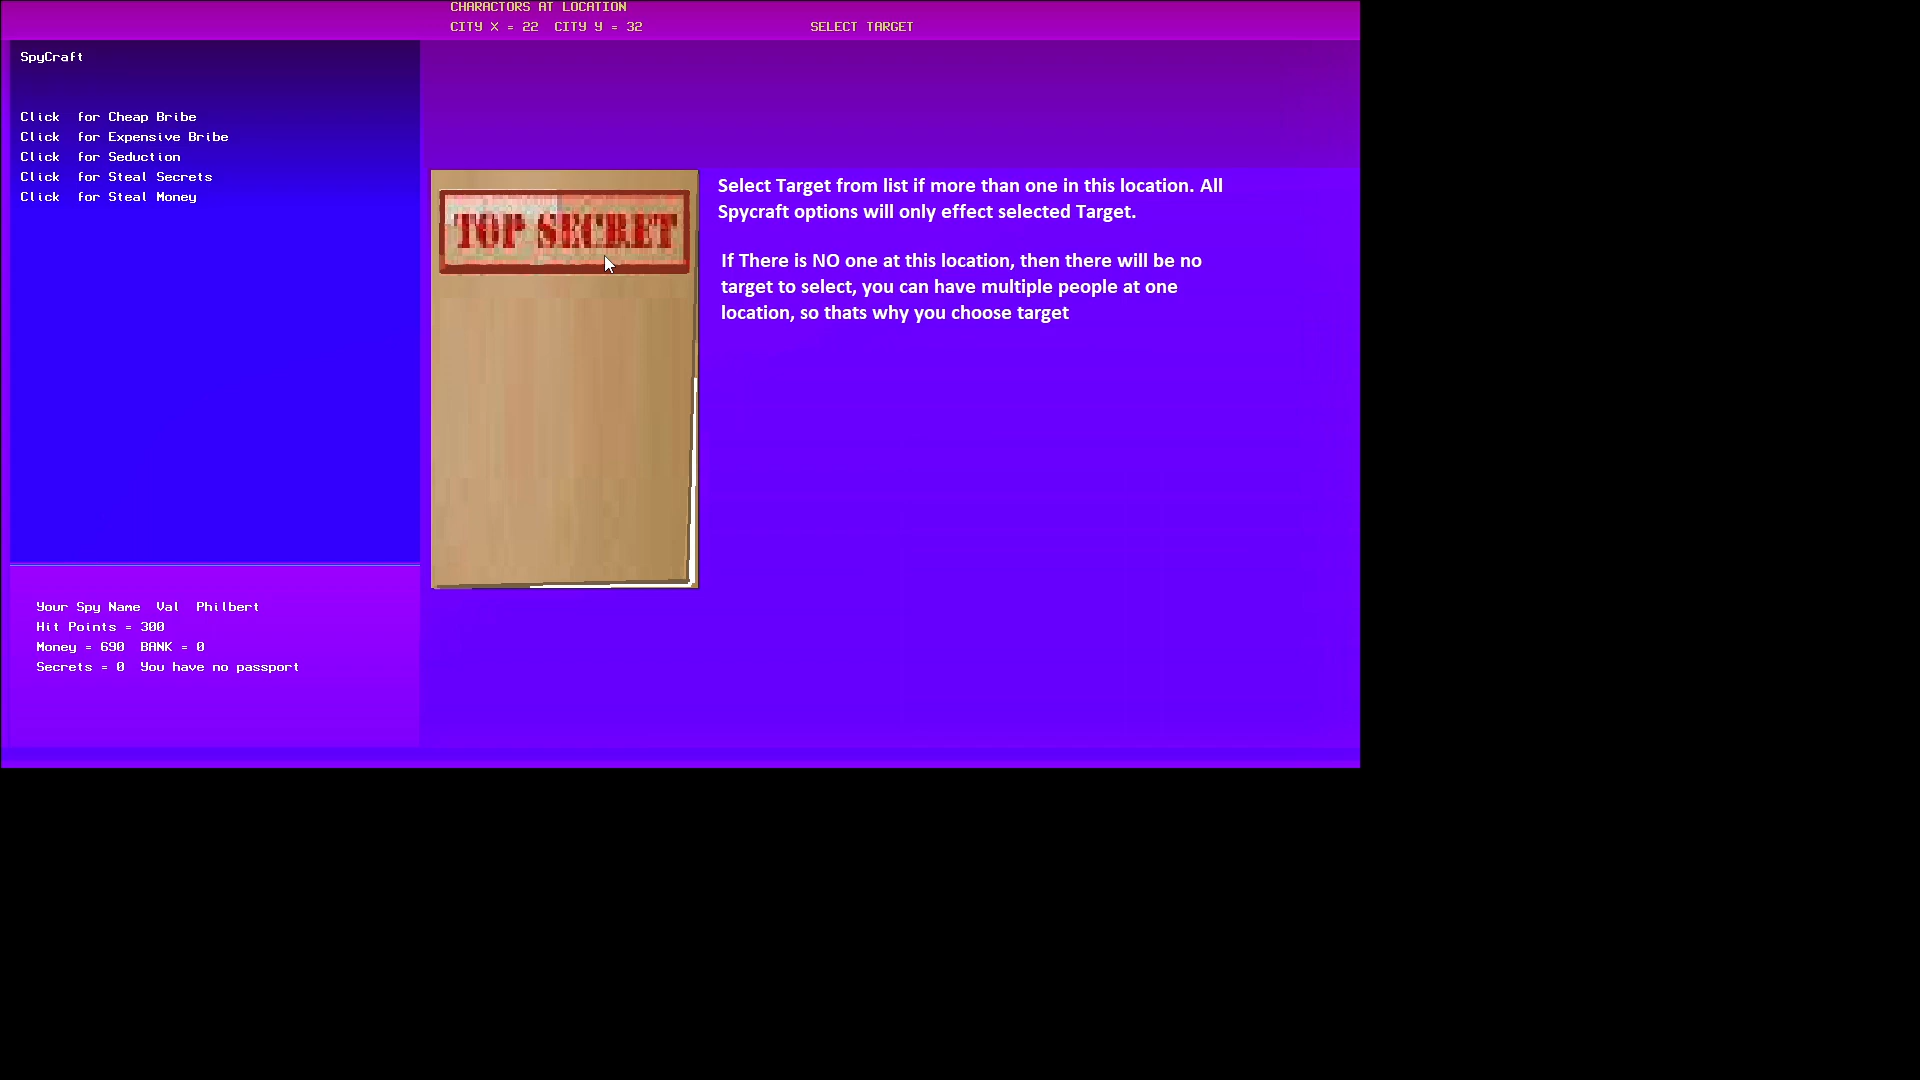 CHARACTORS AT LOCATION
CITY X = 22  CITY Y = 32
SELECT TARGET
SpyCraft
Click  for Cheap Bribe
Click  for Expensive Bribe
Click  for Seduction
Click  for Steal Secrets
Click  for Steal Money
TOP SECRET
Select Target from list if more than one in this location. All
Spycraft options will only effect selected Target.
If There is NO one at this location, then there will be no
target to select, you can have multiple people at one
location, so thats why you choose target
Your Spy Name  Val  Philbert
Hit Points = 300
Money = 690  BANK = 0
Secrets = 0  You have no passport